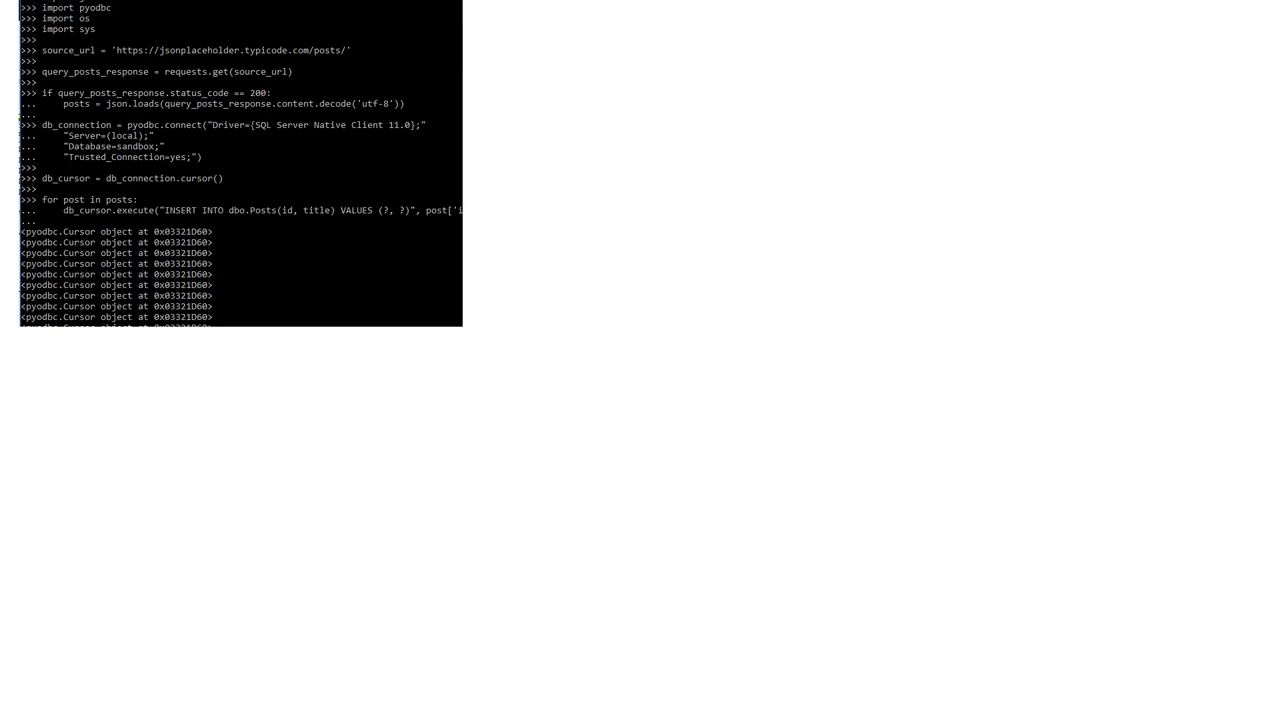 >>> import pyodbc
>>> import os
>>> import sys
>>>
>>> source_url = 'https://jsonplaceholder.typicode.com/posts/'
>>>
>>> query_posts_response = requests.get(source_url)
>>>
>>> if query_posts_response.status_code == 200:
...     posts = json.loads(query_posts_response.content.decode('utf-8'))
...
>>> db_connection = pyodbc.connect("Driver={SQL Server Native Client 11.0};"
...     "Server=(local);"
...     "Database=sandbox;"
...     "Trusted_Connection=yes;")
>>>
>>> db_cursor = db_connection.cursor()
>>>
>>> for post in posts:
...     db_cursor.execute("INSERT INTO dbo.Posts(id, title) VALUES (?, ?)", post['i
...
<pyodbc.Cursor object at 0x03321D60>
<pyodbc.Cursor object at 0x03321D60>
<pyodbc.Cursor object at 0x03321D60>
<pyodbc.Cursor object at 0x03321D60>
<pyodbc.Cursor object at 0x03321D60>
<pyodbc.Cursor object at 0x03321D60>
<pyodbc.Cursor object at 0x03321D60>
<pyodbc.Cursor object at 0x03321D60>
<pyodbc.Cursor object at 0x03321D60>